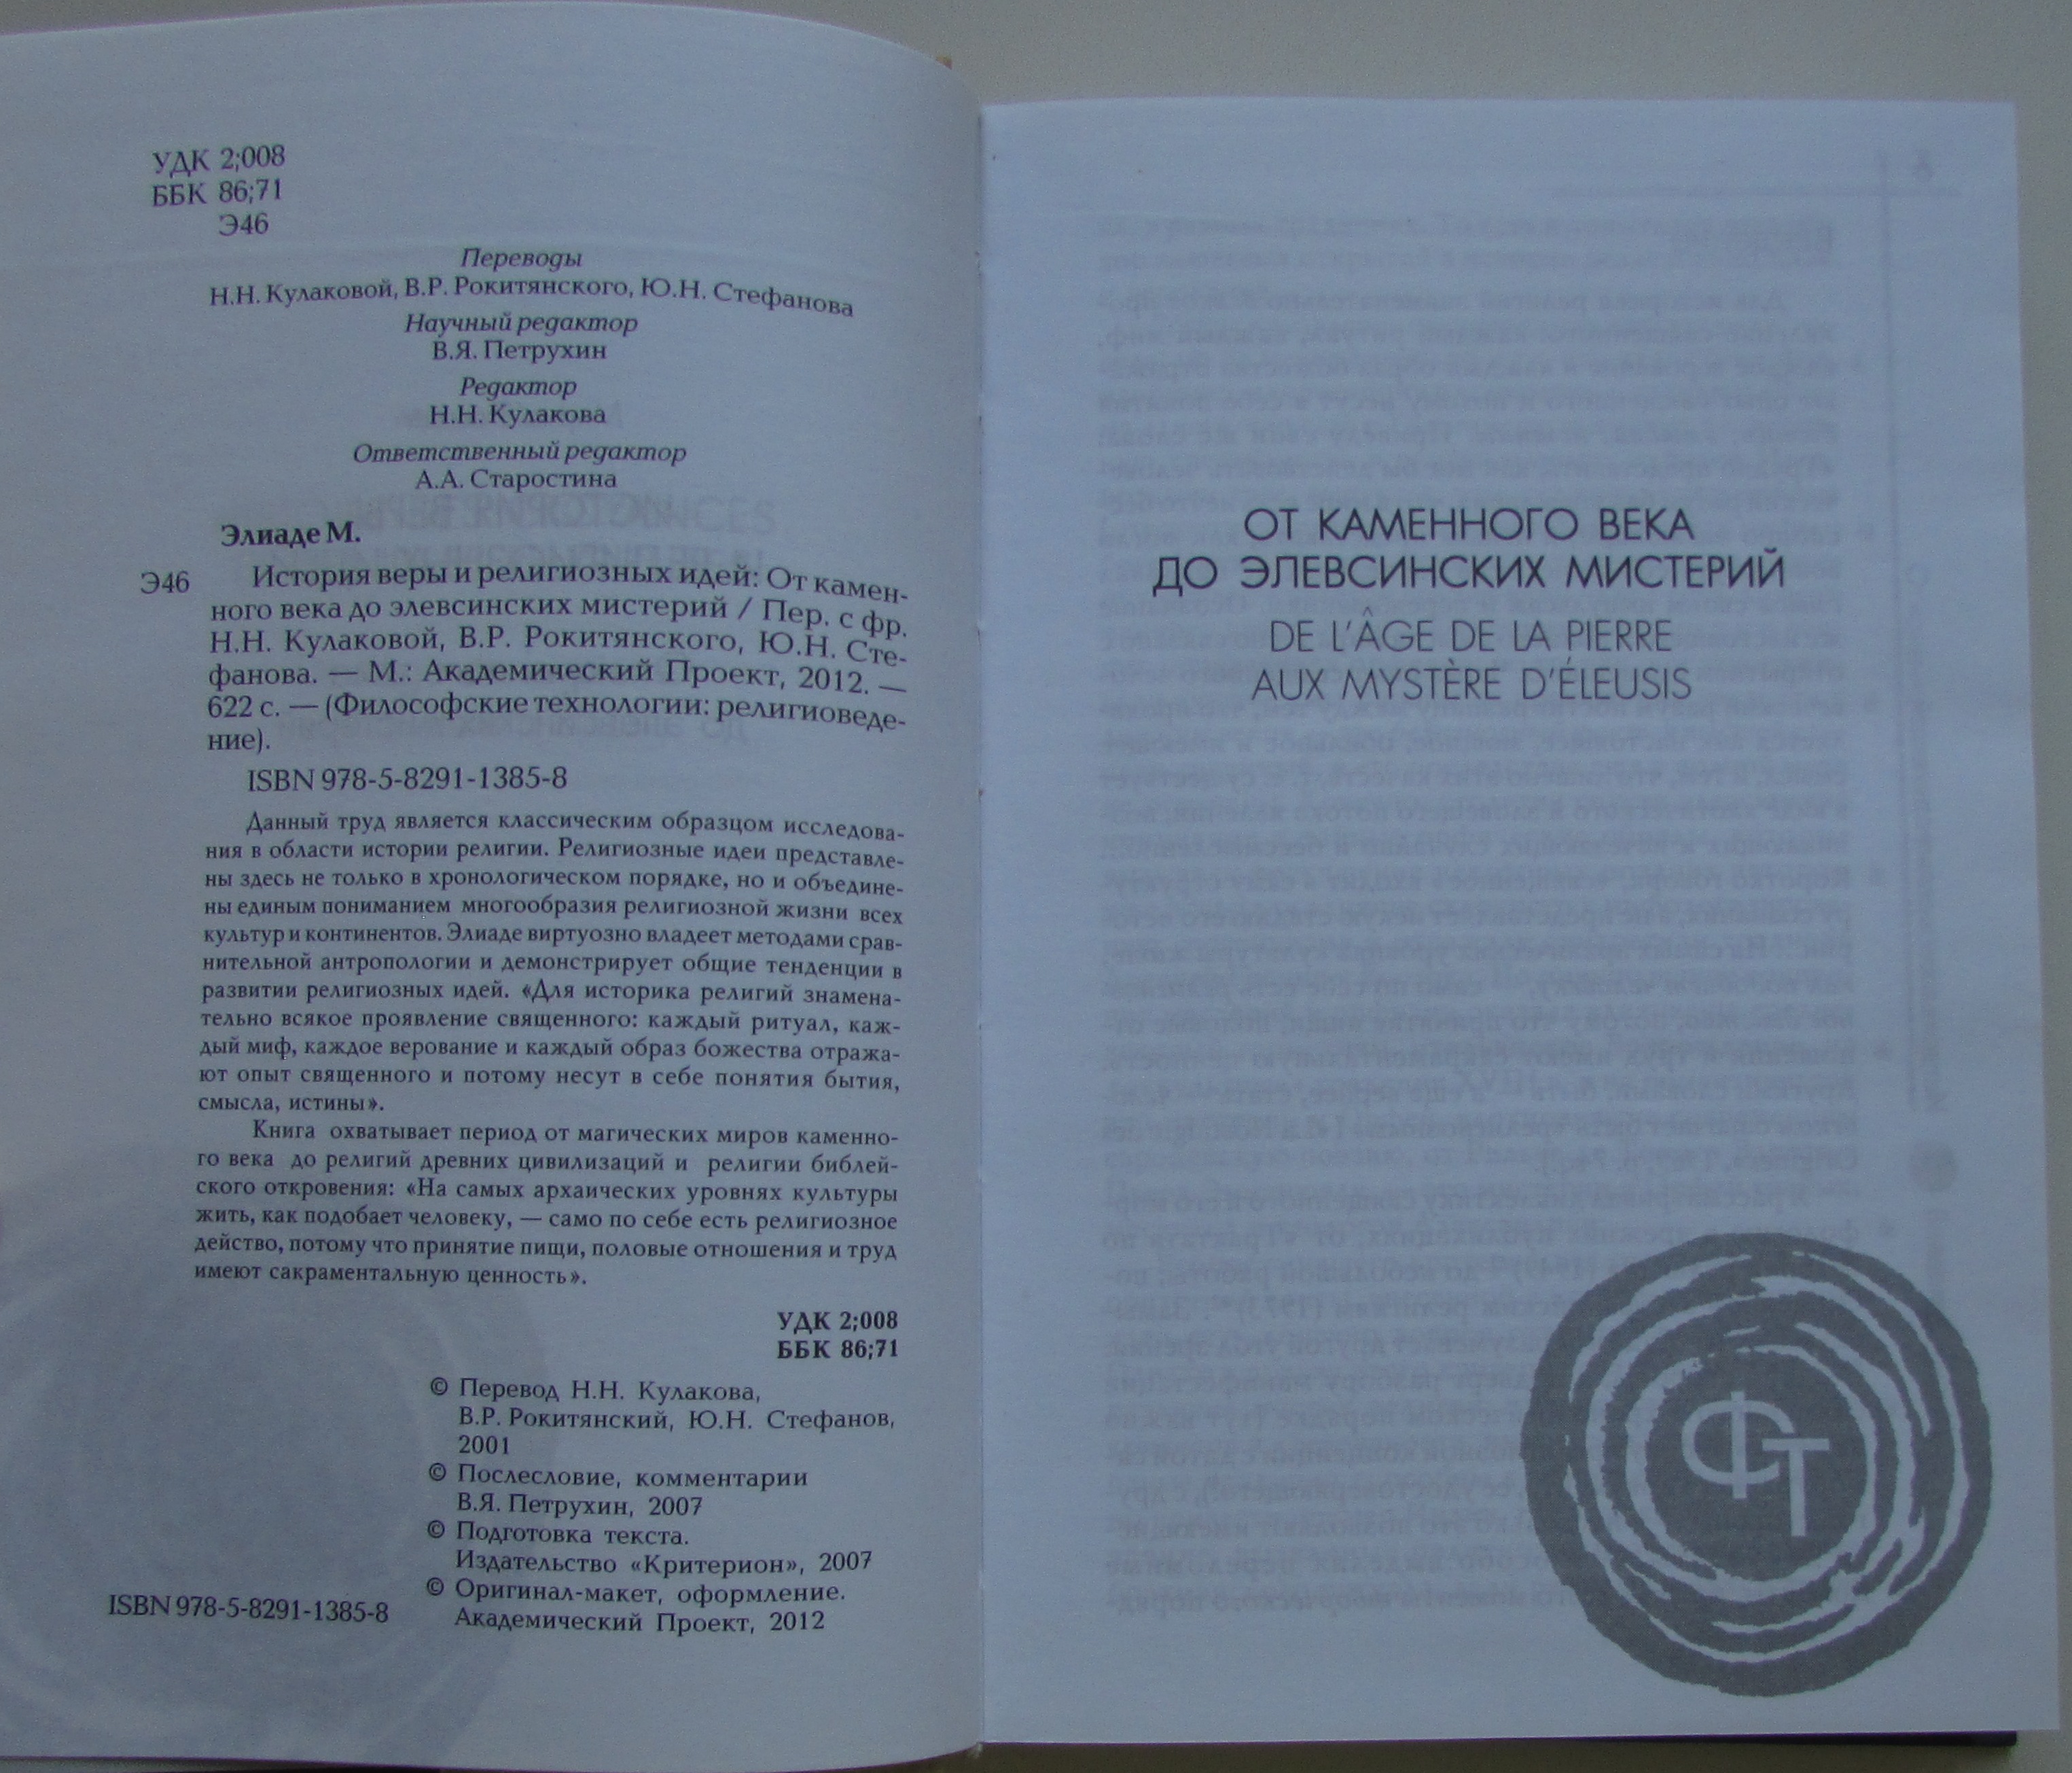 УДК 2;008
ББК 86;71
Э46
Переводы
Н.Н. Кулаковой, В.Р. Рокитянского, Ю.Н. Стефанова
Научный редактор
В.Я. Петрухин
Редактор
Н.Н. Кулакова
Ответственный редактор
А.А. Старостина
Элиаде М.
Э46 История веры и религиозных идей: От камен-
ного века до элевсинских мистерий / Пер. с фр.
Н.Н. Кулаковой, В.Р. Рокитянского, Ю.Н. Сте-
фанова. — М.: Академический Проект, 2012. —
622 с. — (Философские технологии: религиоведе-
ние).
ISBN 978-5-8291-1385-8
Данный труд является классическим образцом исследова-
ния в области истории религии. Религиозные идеи представле-
ны здесь не только в хронологическом порядке, но и объедине-
ны единым пониманием многообразия религиозной жизни всех
культур и континентов. Элиаде виртуозно владеет методами срав-
нительной антропологии и демонстрирует общие тенденции в
развитии религиозных идей. «Для историка религий знамена-
тельно всякое проявление священного: каждый ритуал, каж-
дый миф, каждое верование и каждый образ божества отража-
ют опыт священного и потому несут в себе понятия бытия,
смысла, истины».
Книга охватывает период от магических миров каменно-
го века до религий древних цивилизаций и религии библей-
ского откровения: «На самых архаических уровнях культуры
жить, как подобает человеку, — само по себе есть религиозное
действо, потому что принятие пищи, половые отношения и труд
имеют сакраментальную ценность».
УДК 2;008
ББК 86;71
© Перевод Н.Н. Кулакова,
В.Р. Рокитянский, Ю.Н. Стефанов,
2001
© Послесловие, комментарии
В.Я. Петрухин, 2007
© Подготовка текста.
Издательство «Критерион», 2007
© Оригинал-макет, оформление.
Академический Проект, 2012
ISBN 978-5-8291-1385-8
ОТ КАМЕННОГО ВЕКА
ДО ЭЛЕВСИНСКИХ МИСТЕРИЙ
DE L'ÂGE DE LA PIERRE
AUX MYSTÈRE D'ÉLEUSIS
ФТ